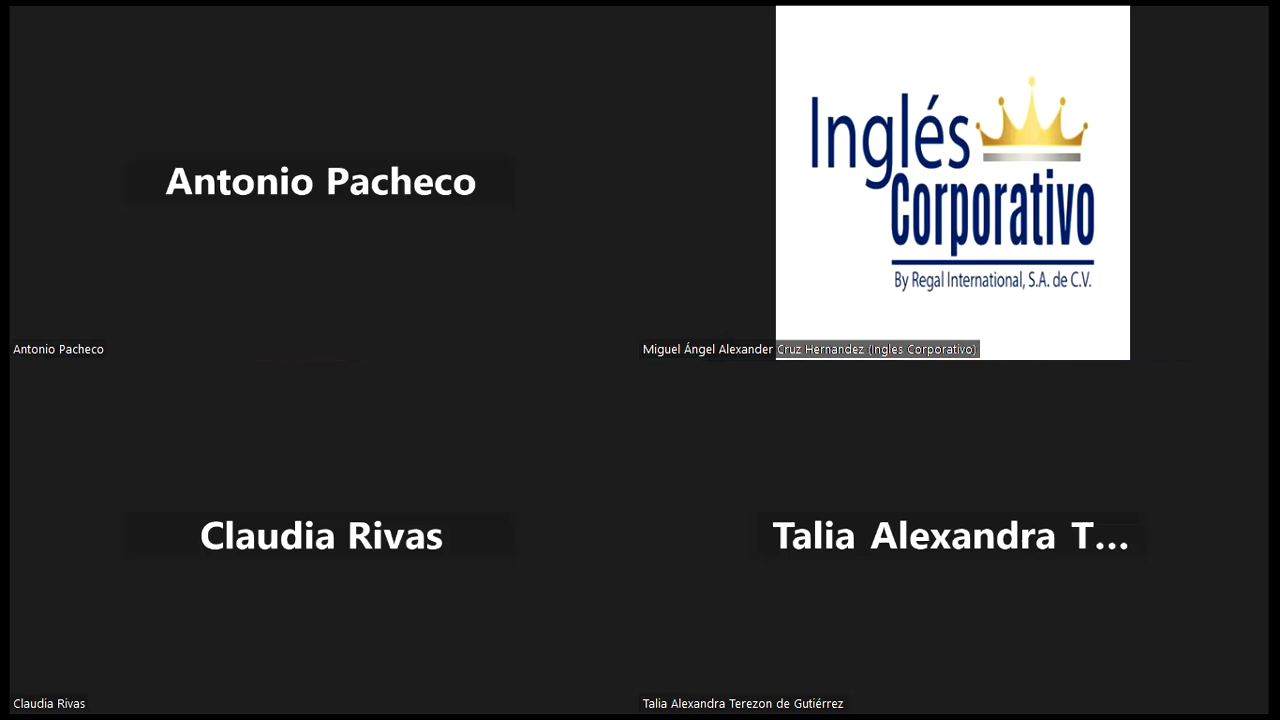 Antonio Pacheco
Antonio Pacheco
Inglés
Corporativo
By Regal International, S.A. de C.V.
Miguel Ángel Alexander Cruz Hernandez (Ingles Corporativo)
Claudia Rivas
Claudia Rivas
Talia Alexandra T...
Talia Alexandra Terezon de Gutiérrez